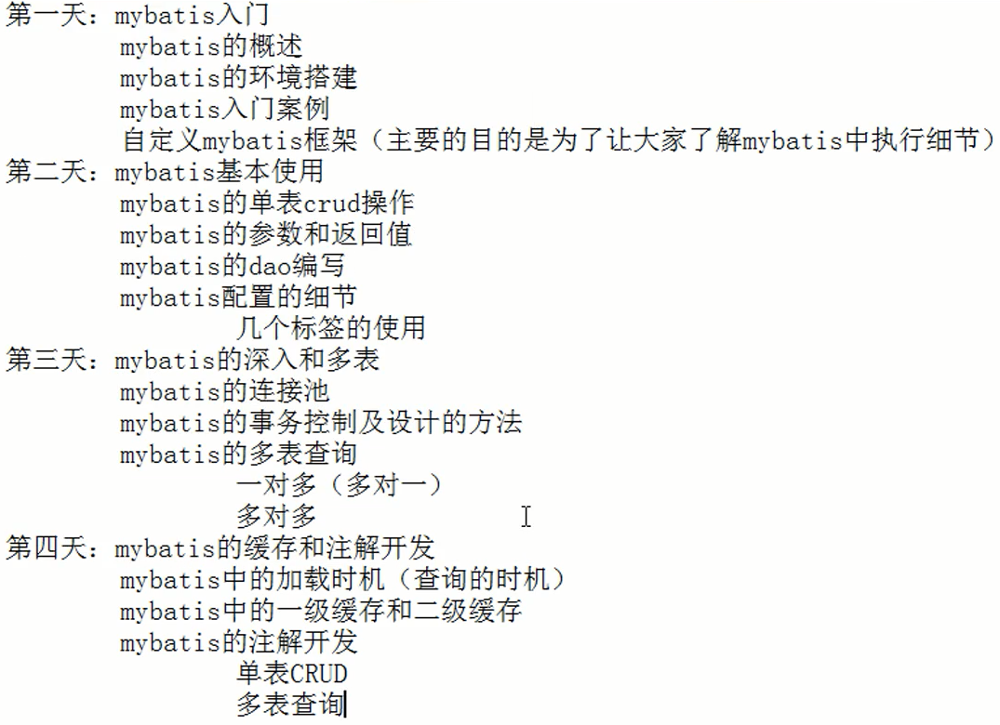 第一天：mybatis入门
mybatis的概述
mybatis的环境搭建
mybatis入门案例
自定义mybatis框架（主要的目的是为了让大家了解mybatis中执行细节）
第二天：mybatis基本使用
mybatis的单表crud操作
mybatis的参数和返回值
mybatis的dao编写
mybatis配置的细节
几个标签的使用
第三天：mybatis的深入和多表
mybatis的连接池
mybatis的事务控制及设计的方法
mybatis的多表查询
一对多（多对一）
多对多
第四天：mybatis的缓存和注解开发
mybatis中的加载时机（查询的时机）
mybatis中的一级缓存和二级缓存
mybatis的注解开发
单表CRUD
多表查询